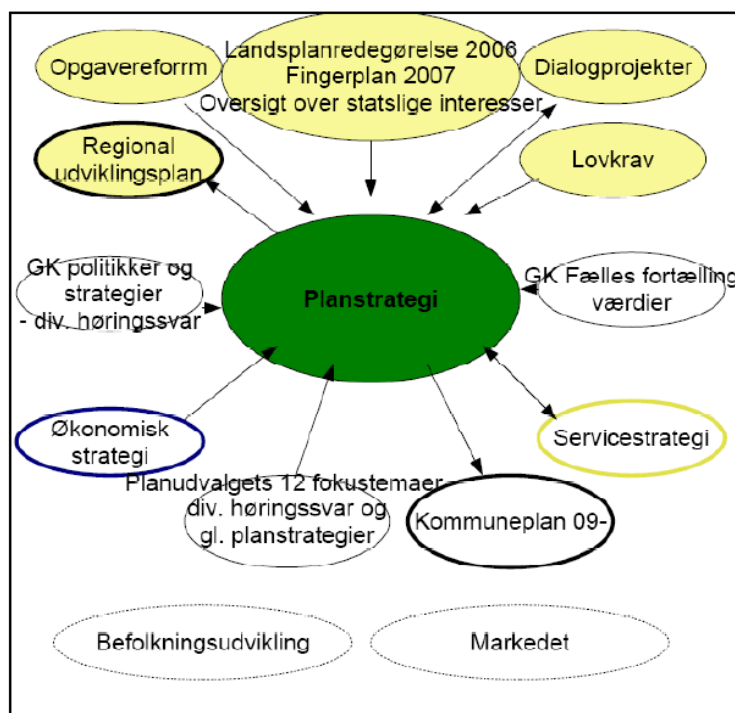 Opgavereforrm
Landsplanredegørelse 2006
Fingerplan 2007
Oversigt over statslige interesser
Dialogprojekter
Regional
udviklingsplan
Lovkrav
GK politikker og
strategier
- div. høringssvar
Planstrategi
GK Fælles fortælling
værdier
Økonomisk
strategi
Planudvalgets 12 fokustemaer
div. høringssvar og
gl. planstrategier
Kommuneplan 09-
Servicestrategi
Befolkningsudvikling
Markedet